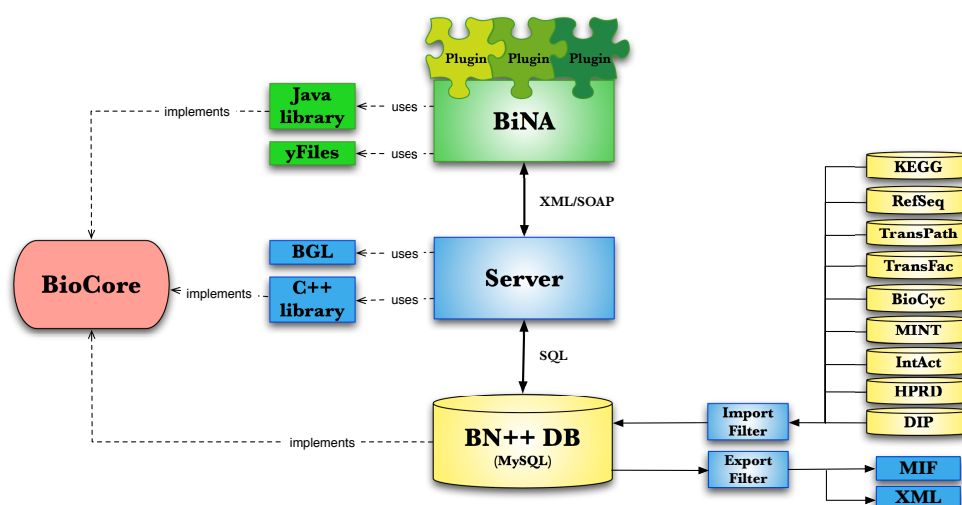 Plugin
Plugin
Plugin
BiNA
Java
library
yFiles
uses
uses
implements
XML/SOAP
KEGG
RefSeq
TransPath
TransFac
BioCyc
MINT
IntAct
HPRD
DIP
BioCore
BGL
C++
library
uses
uses
implements
Server
SQL
implements
BN++ DB
(MySQL)
Import
Filter
Export
Filter
MIF
XML